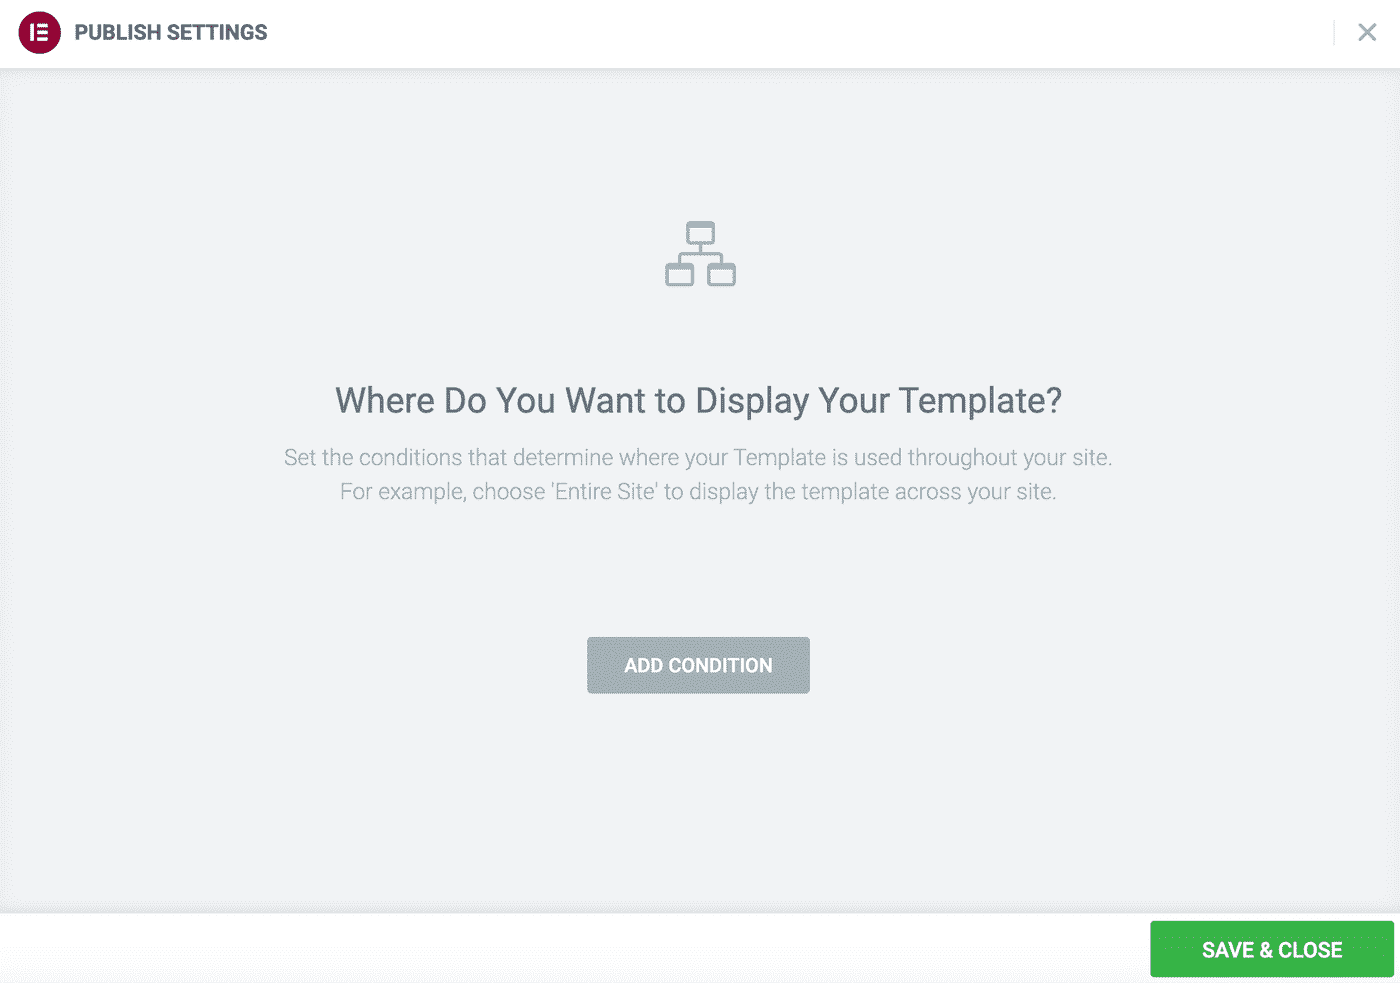 PUBLISH SETTINGS
Where Do You Want to Display Your Template?
Set the conditions that determine where your Template is used throughout your site.
For example, choose 'Entire Site' to display the template across your site.
ADD CONDITION
SAVE & CLOSE